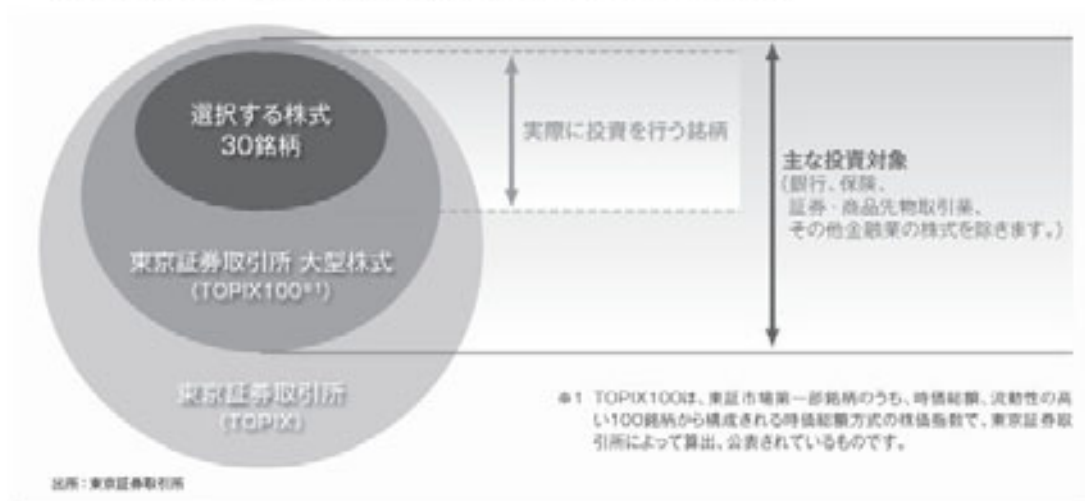 選択する株式
30銘柄
実際に投資を行う銘柄
主な投資対象
(銀行、保険、
証券・商品先物取引業、
その他金融業の株式を除きます。)
東京証券取引所 大型株式
(TOPIX100※1)
東京証券取引所
(TOPIX)
※1 TOPIX100は、東証市場第一部銘柄のうち、時価総額、流動性の高
い100銘柄から構成される時価総額方式の株価指数で、東京証券取
引所によって算出、公表されているものです。
出所：東京証券取引所